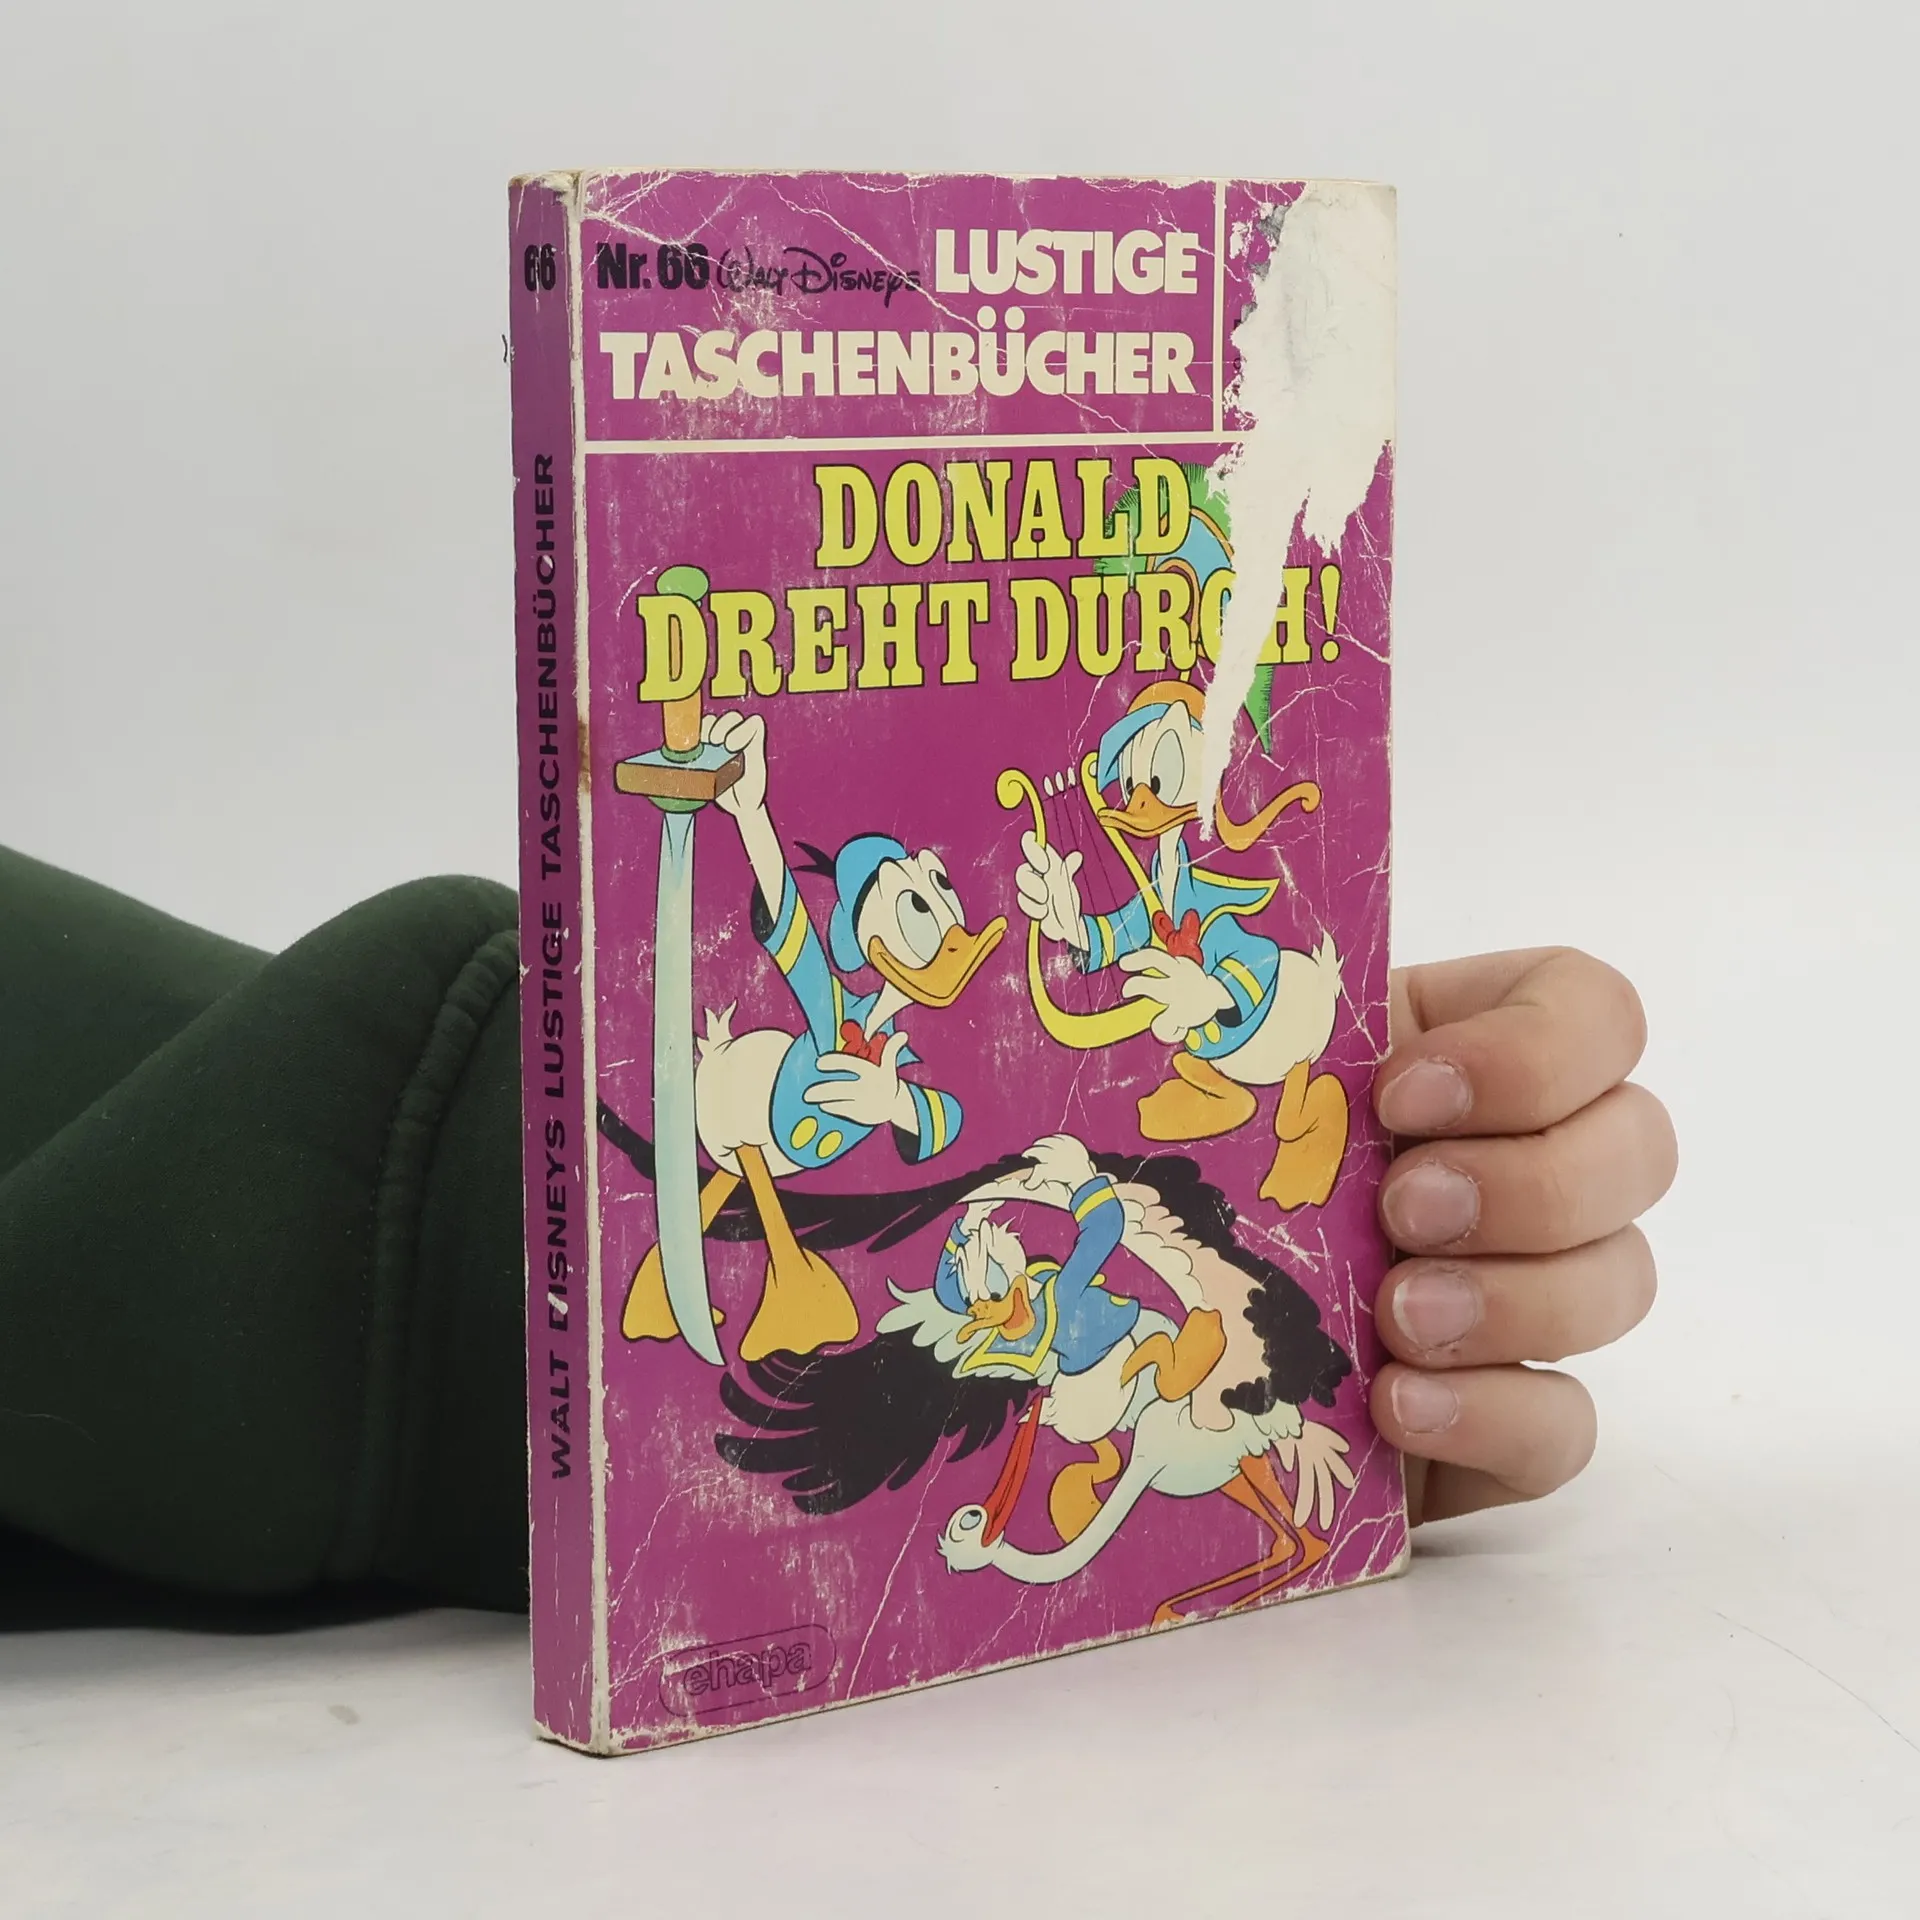 66
WALT DISNEYS LUSTIGE TASCHENBÜCHER
Nr. 66 Walt Disneys LUSTIGE
TASCHENBÜCHER
DONALD
DREHT DURCH!
ehapa